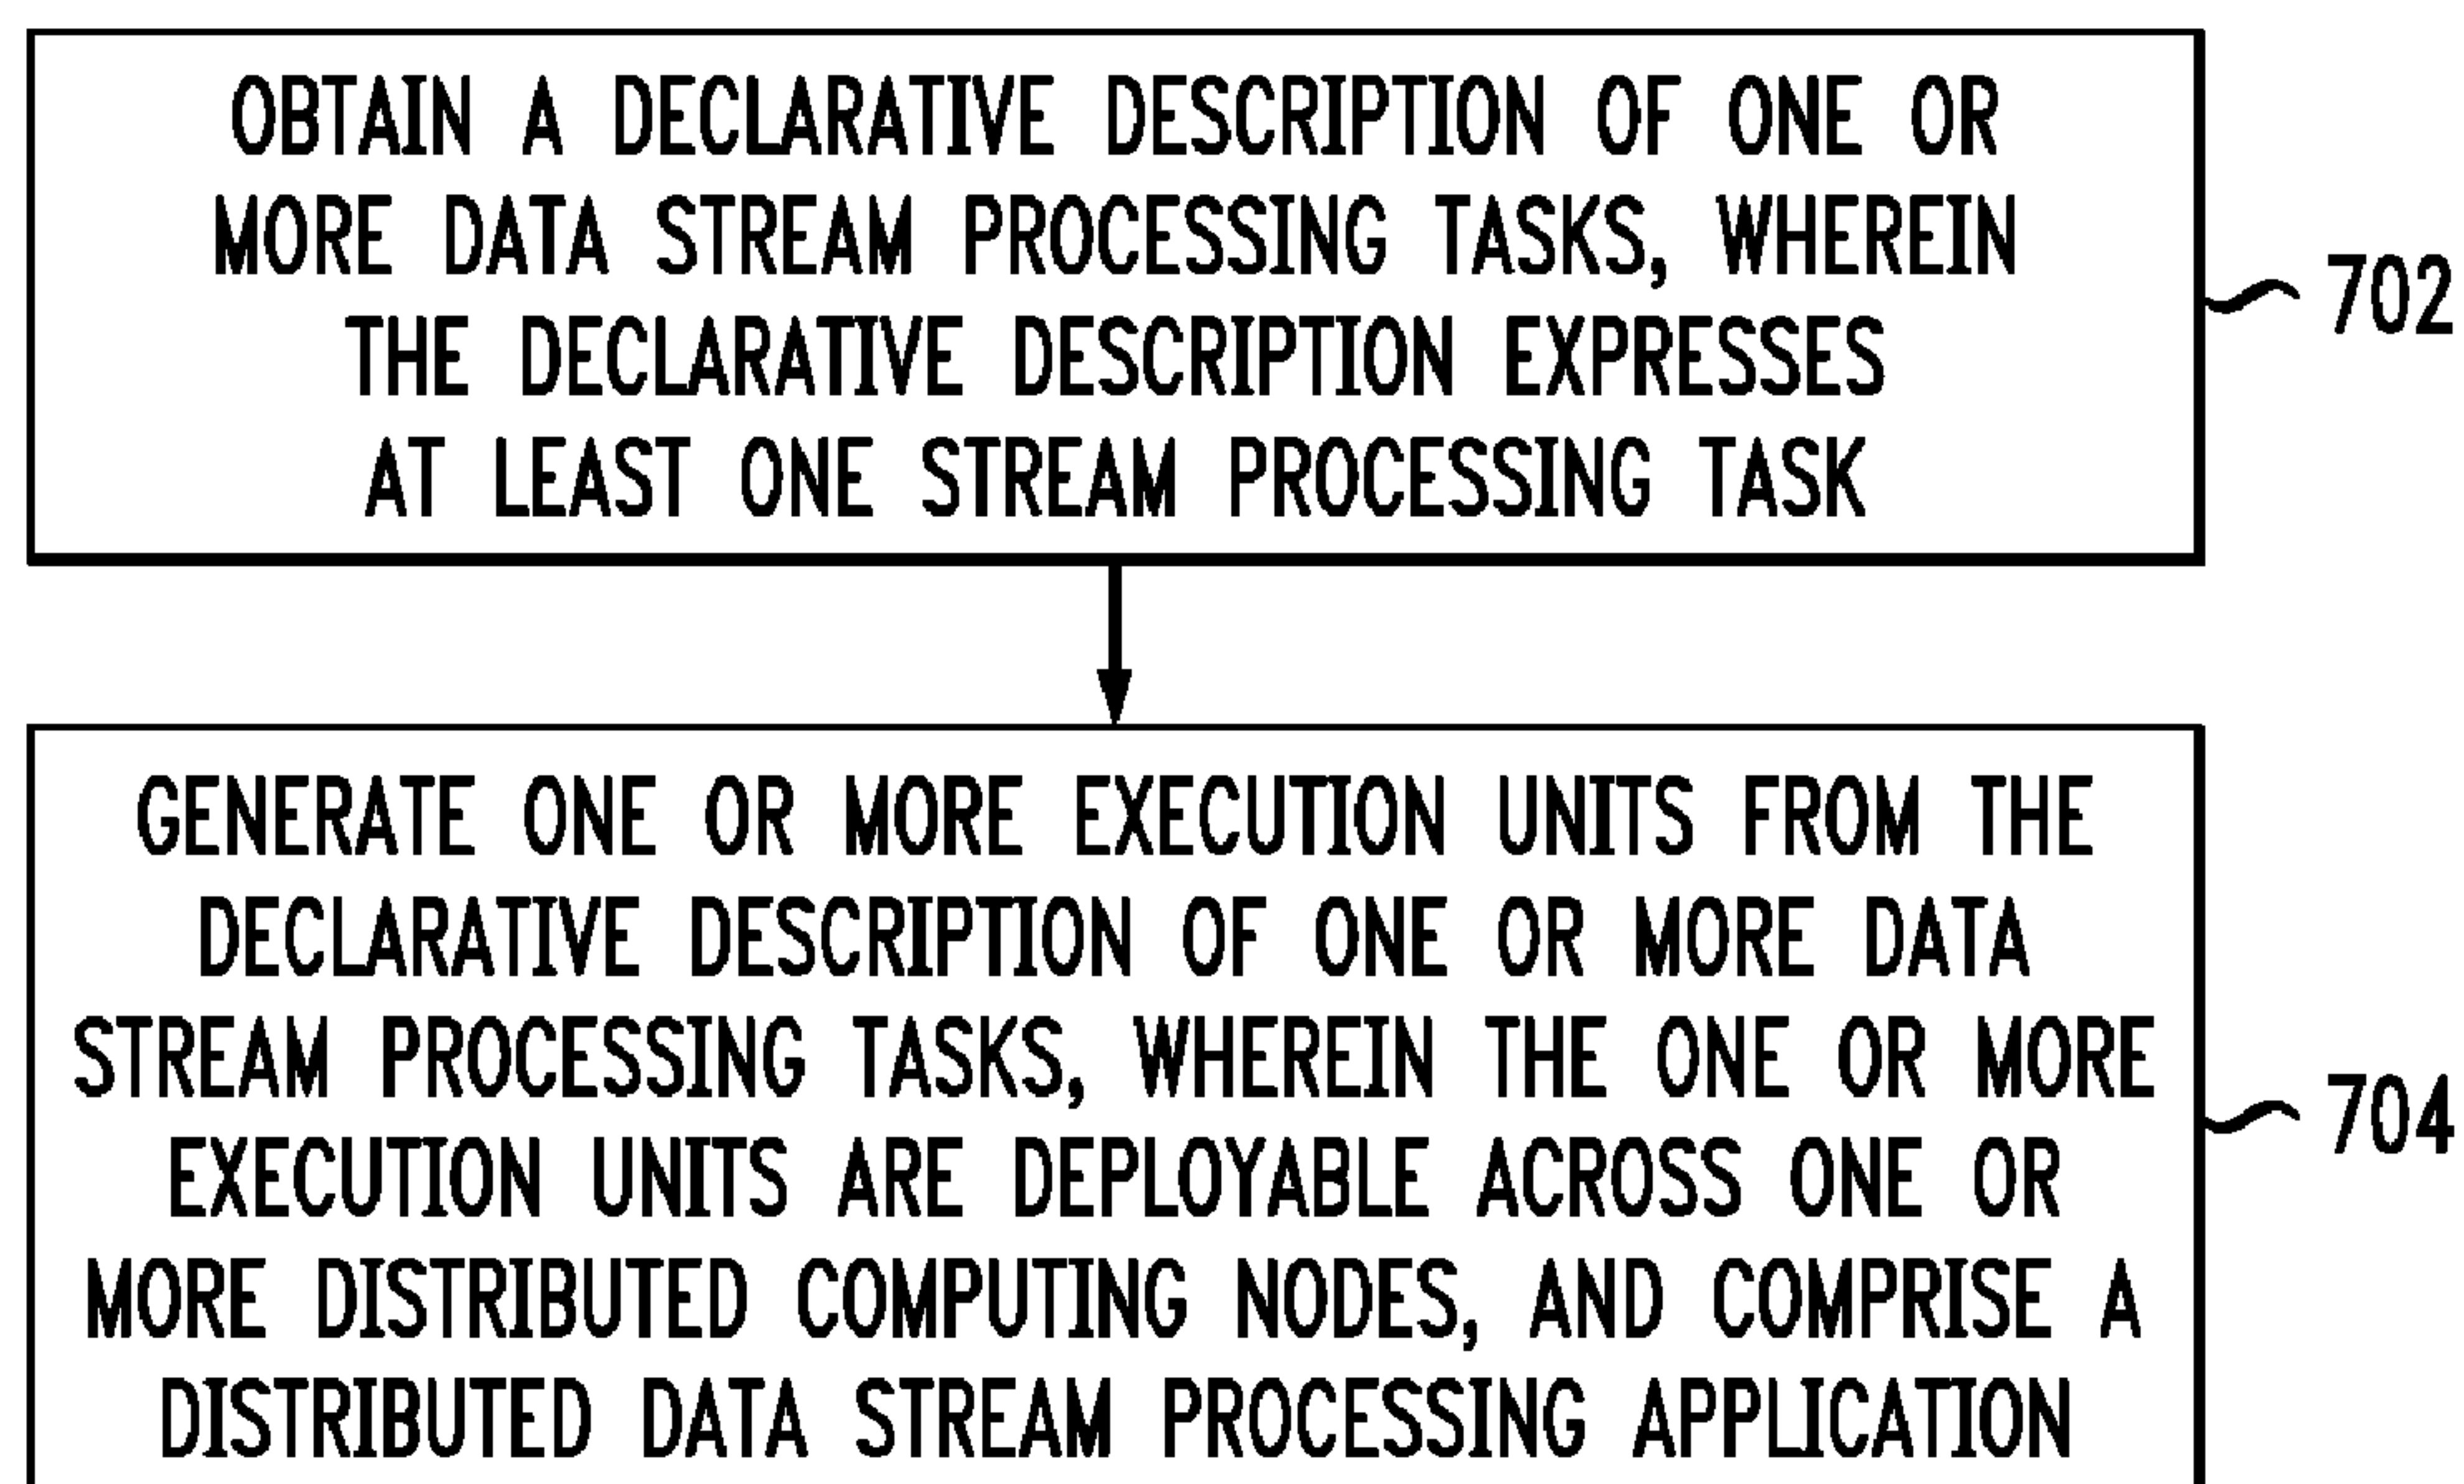 OBTAIN A DECLARATIVE DESCRIPTION OF ONE OR
MORE DATA STREAM PROCESSING TASKS, WHEREIN
THE DECLARATIVE DESCRIPTION EXPRESSES
AT LEAST ONE STREAM PROCESSING TASK
702
GENERATE ONE OR MORE EXECUTION UNITS FROM THE
DECLARATIVE DESCRIPTION OF ONE OR MORE DATA
STREAM PROCESSING TASKS, WHEREIN THE ONE OR MORE
EXECUTION UNITS ARE DEPLOYABLE ACROSS ONE OR
MORE DISTRIBUTED COMPUTING NODES, AND COMPRISE A
DISTRIBUTED DATA STREAM PROCESSING APPLICATION
704